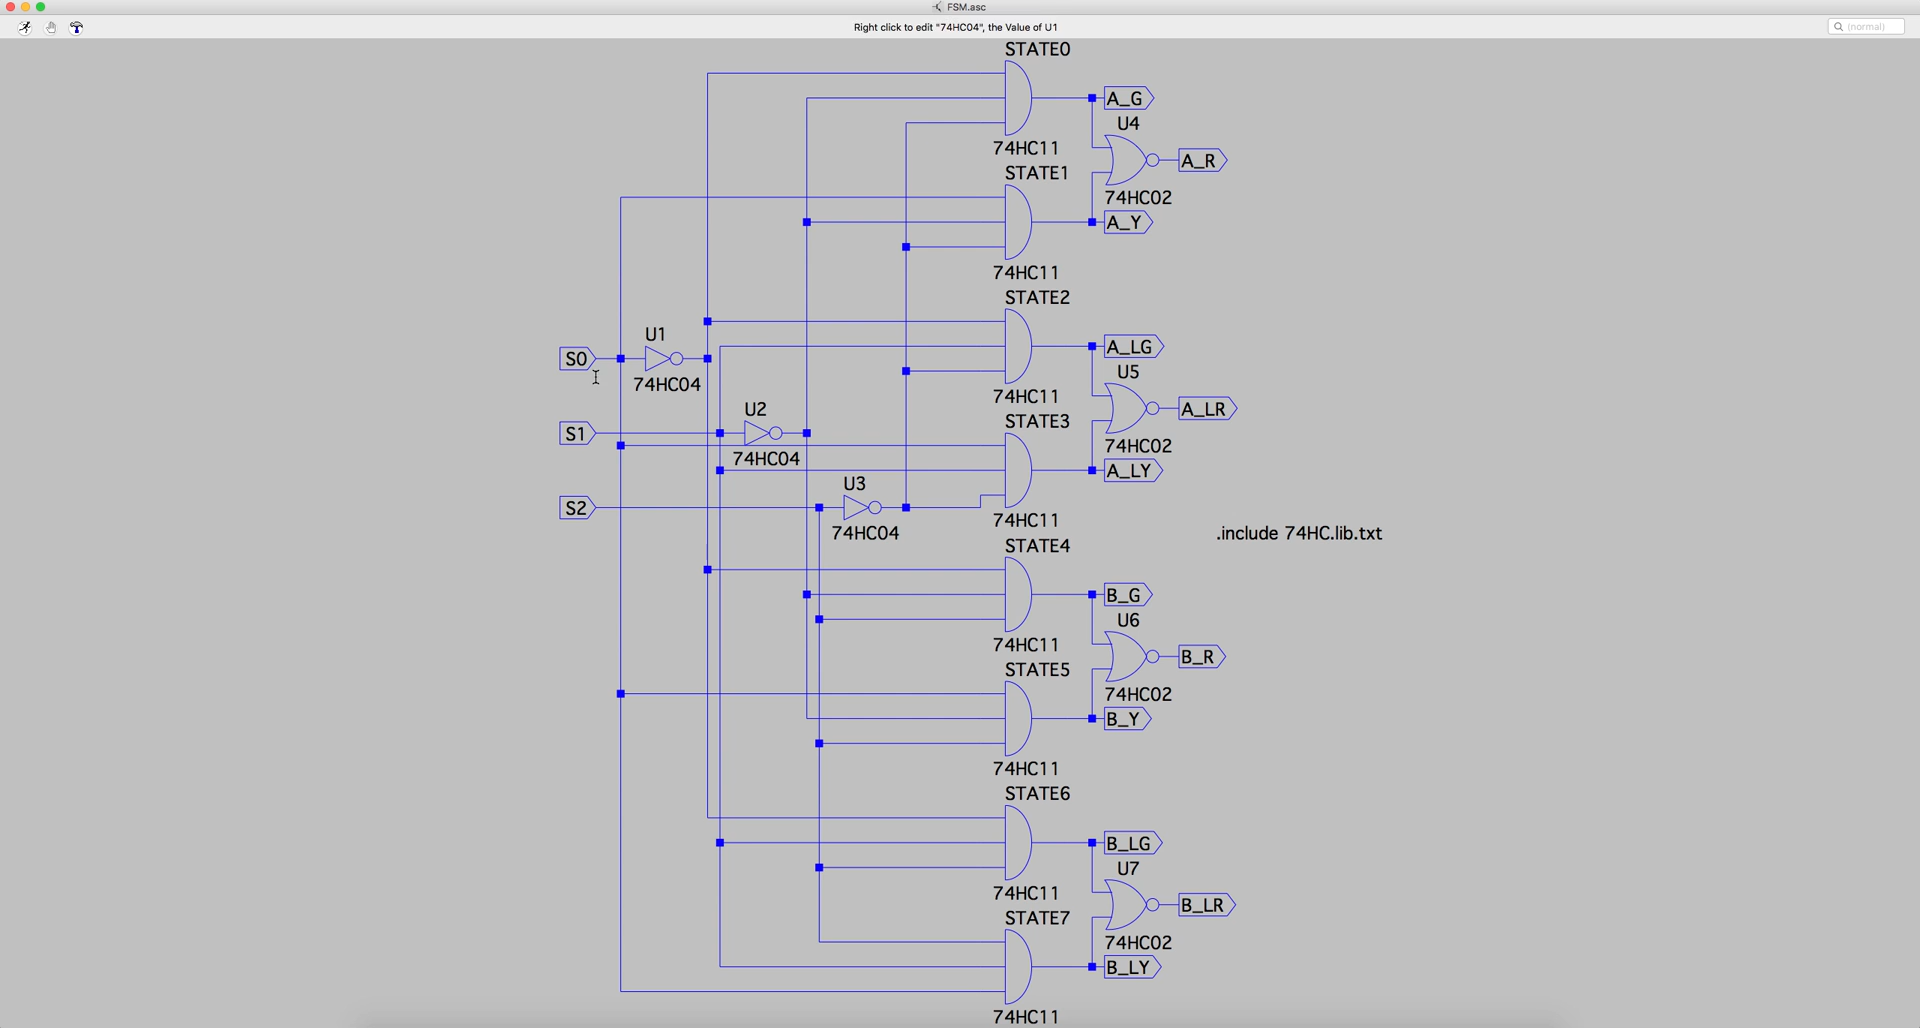 FSM.asc
Right click to edit "74HC04", the Value of U1
(normal)
STATE0
A_G
U4
74HC11
A_R
STATE1
74HC02
A_Y
74HC11
STATE2
U1
S0
A_LG
U5
74HC04
74HC11
U2
A_LR
STATE3
S1
74HC04
74HC02
A_LY
U3
S2
74HC11
74HC04
.include 74HC.lib.txt
STATE4
B_G
U6
74HC11
B_R
STATE5
74HC02
B_Y
74HC11
STATE6
B_LG
U7
74HC11
B_LR
STATE7
74HC02
B_LY
74HC11